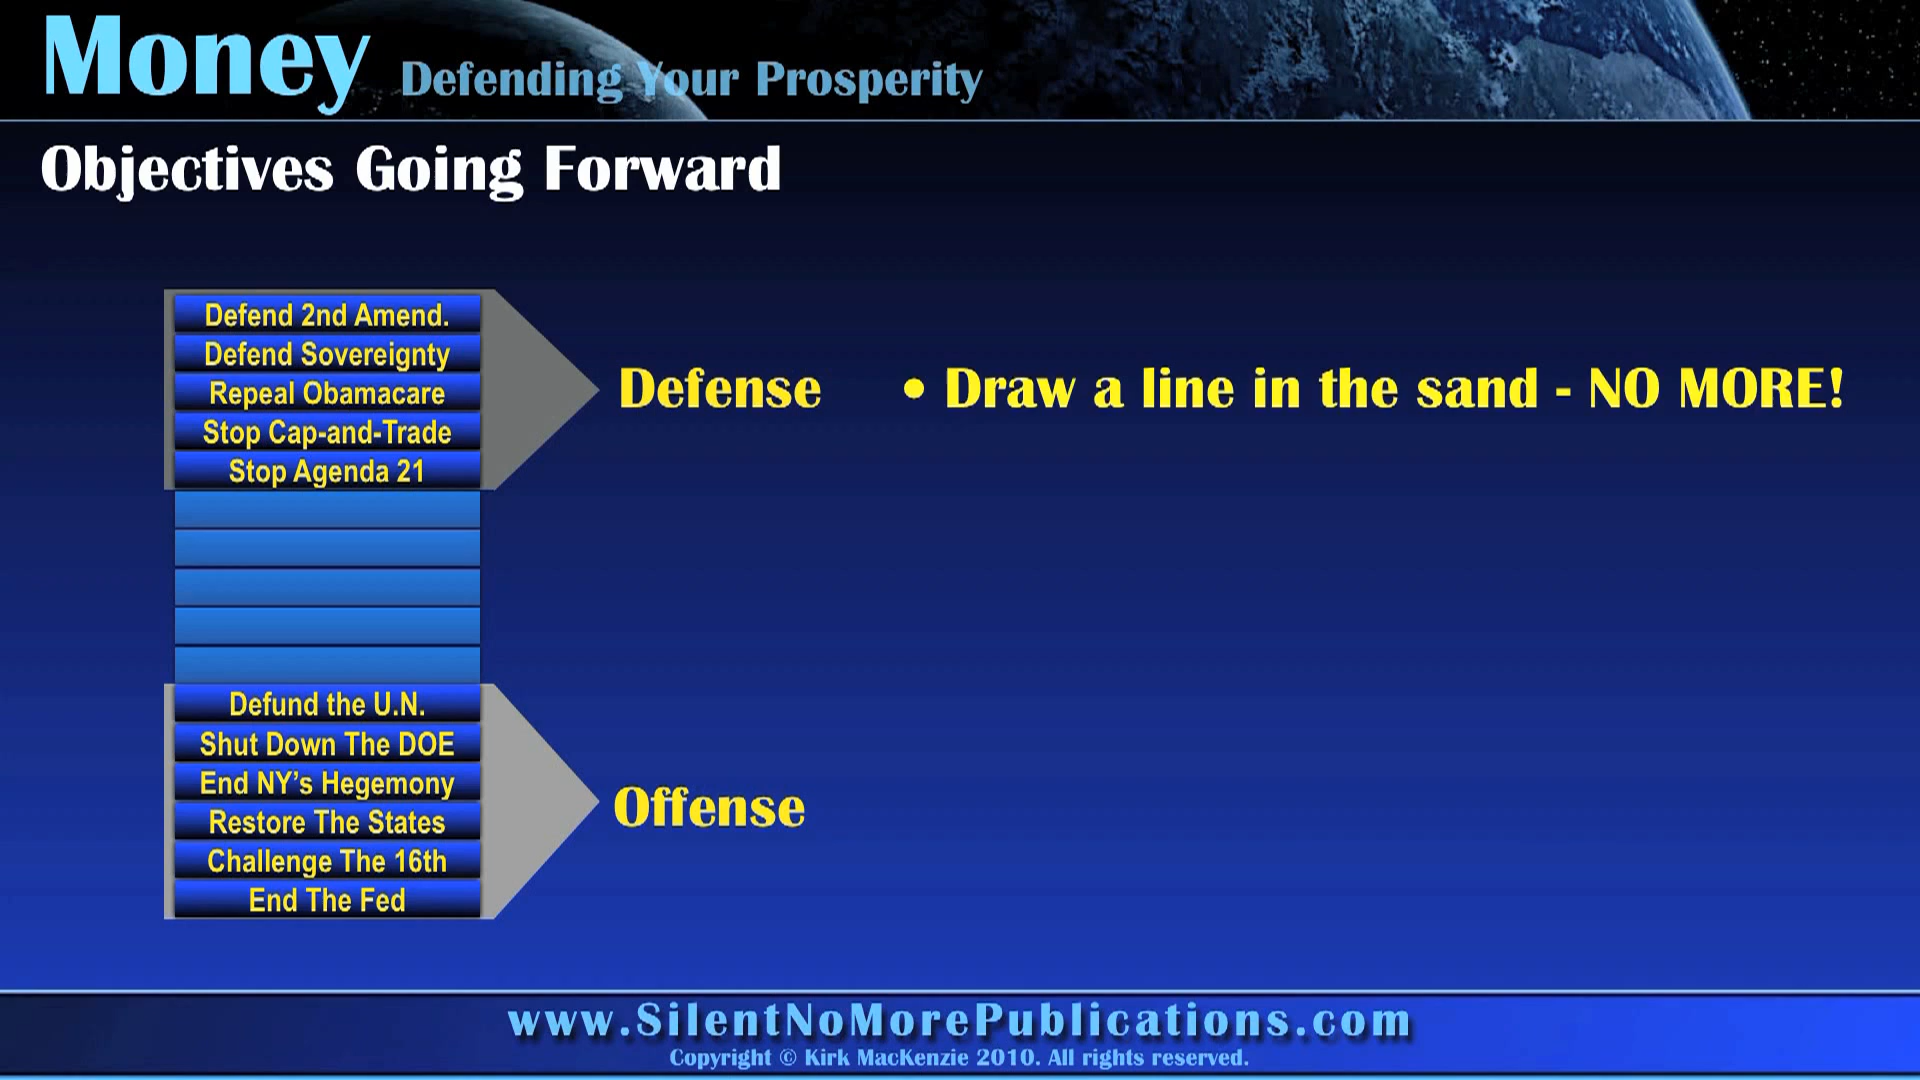 Money Defending Your Prosperity
Objectives Going Forward
Defend 2nd Amend.
Defend Sovereignty
Repeal Obamacare
Stop Cap-and-Trade
Stop Agenda 21
Defense
• Draw a line in the sand - NO MORE!
Defund the U.N.
Shut Down The DOE
End NY’s Hegemony
Restore The States
Challenge The 16th
End The Fed
Offense
www.SilentNoMorePublications.com
Copyright © Kirk MacKenzie 2010. All rights reserved.